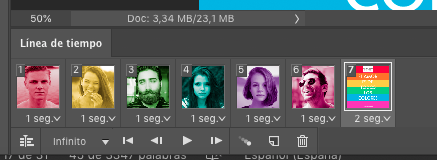 50%
Doc: 3,34 MB/23,1 MB
Línea de tiempo
1
2
3
4
5
6
7
1 seg.
1 seg.
1 seg.
1 seg.
1 seg.
1 seg.
2 seg.
Infinito
palabras
Español (España)